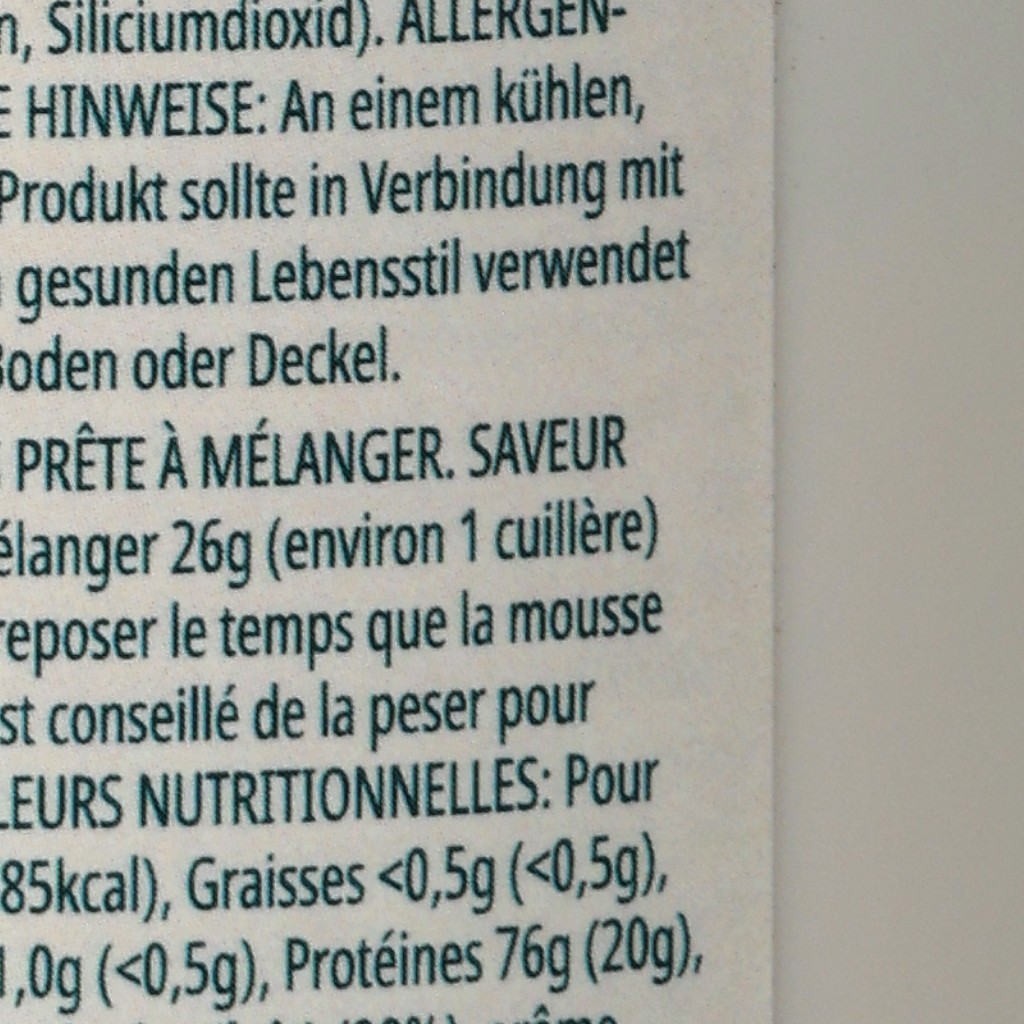 Siliciumdioxid). ALLERGEN-
HINWEISE: An einem kühlen,
Produkt sollte in Verbindung mit
gesunden Lebensstil verwendet
Boden oder Deckel.
PRÊTE À MÉLANGER. SAVEUR
élanger 26g (environ 1 cuillère)
reposer le temps que la mousse
st conseillé de la peser pour
LEURS NUTRITIONNELLES: Pour
85kcal), Graisses <0,5g (<0,5g),
1,0g (<0,5g), Protéines 76g (20g),